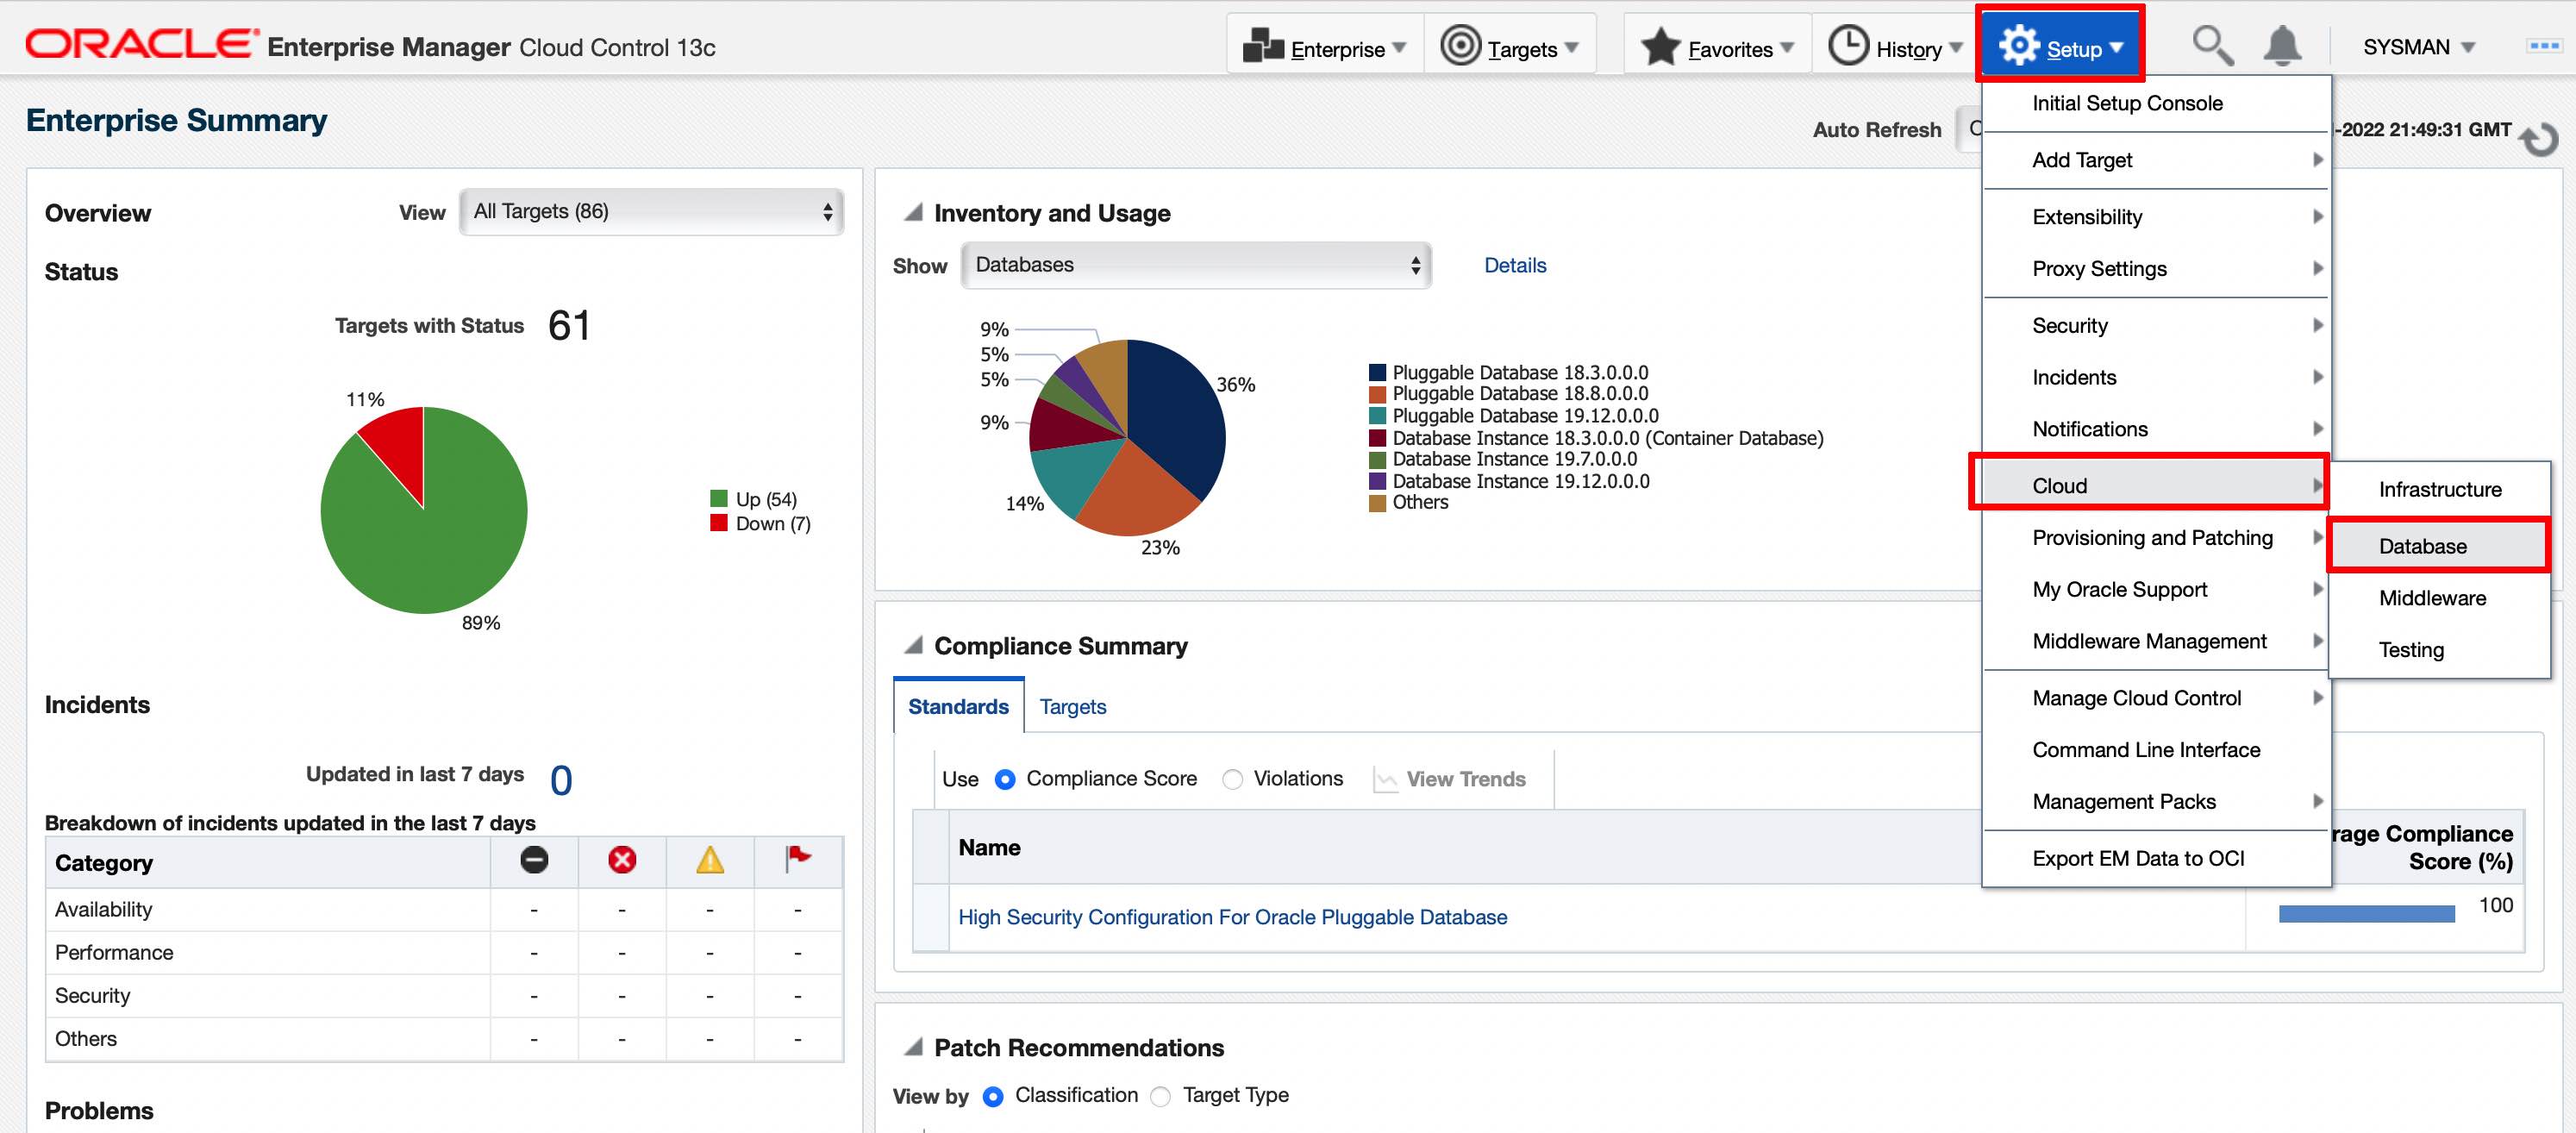 ORACLE Enterprise Manager Cloud Control 13c
Enterprise
Targets
Favorites
History
Setup
SYSMAN
Enterprise Summary
Auto Refresh
-2022 21:49:31 GMT
Overview
View All Targets (86)
Status
Targets with Status 61
11%
89%
Up (54)
Down (7)
Incidents
Updated in last 7 days 0
Breakdown of incidents updated in the last 7 days
Category
Availability - - - -
Performance - - - -
Security - - - -
Others - - - -
Problems
Inventory and Usage
Show Databases Details
9%
5%
5%
9%
14%
23%
36%
Pluggable Database 18.3.0.0.0
Pluggable Database 18.8.0.0.0
Pluggable Database 19.12.0.0.0
Database Instance 18.3.0.0.0 (Container Database)
Database Instance 19.7.0.0.0
Database Instance 19.12.0.0.0
Others
Compliance Summary
Standards Targets
Use Compliance Score Violations View Trends
Name
rage Compliance
Score (%)
High Security Configuration For Oracle Pluggable Database 100
Patch Recommendations
View by Classification Target Type
Initial Setup Console
Add Target
Extensibility
Proxy Settings
Security
Incidents
Notifications
Cloud
Provisioning and Patching
My Oracle Support
Middleware Management
Manage Cloud Control
Command Line Interface
Management Packs
Export EM Data to OCI
Infrastructure
Database
Middleware
Testing